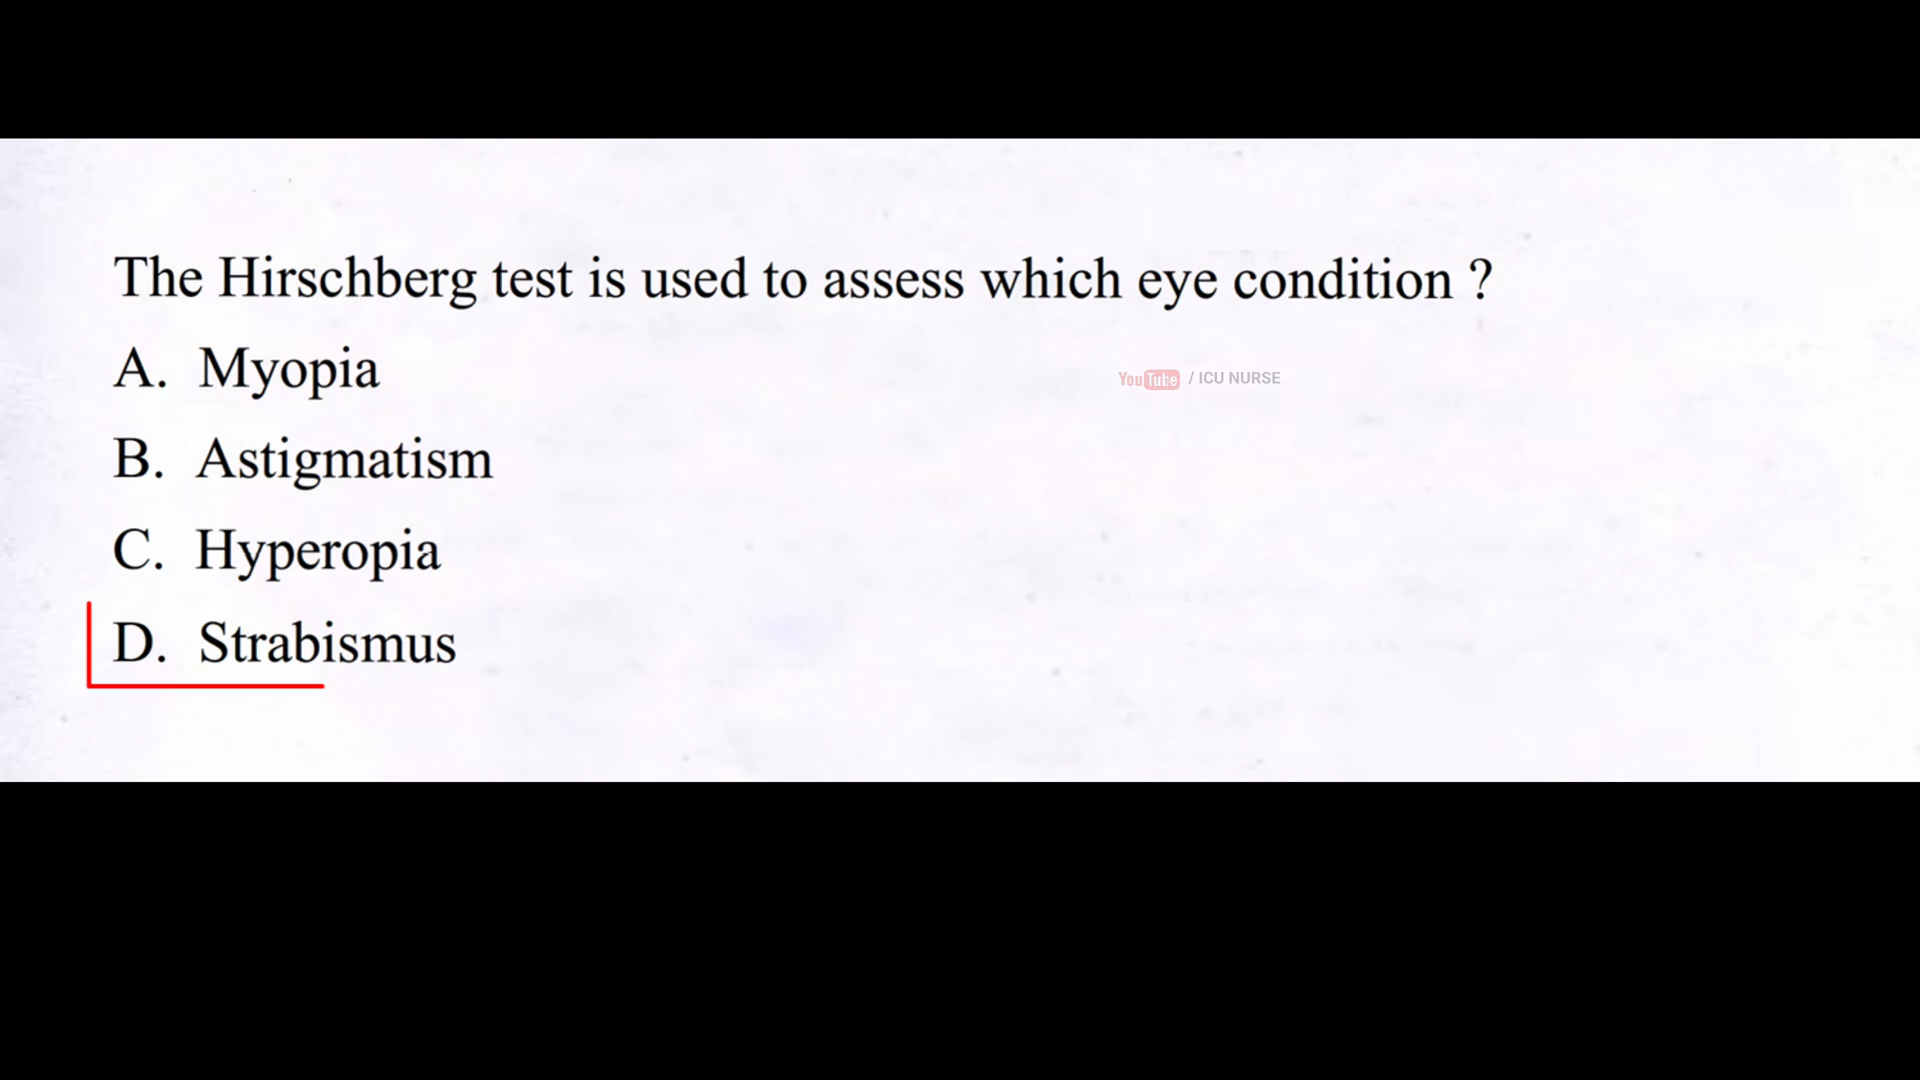 The Hirschberg test is used to assess which eye condition ?
A. Myopia
YouTube / ICU NURSE
B. Astigmatism
C. Hyperopia
D. Strabismus